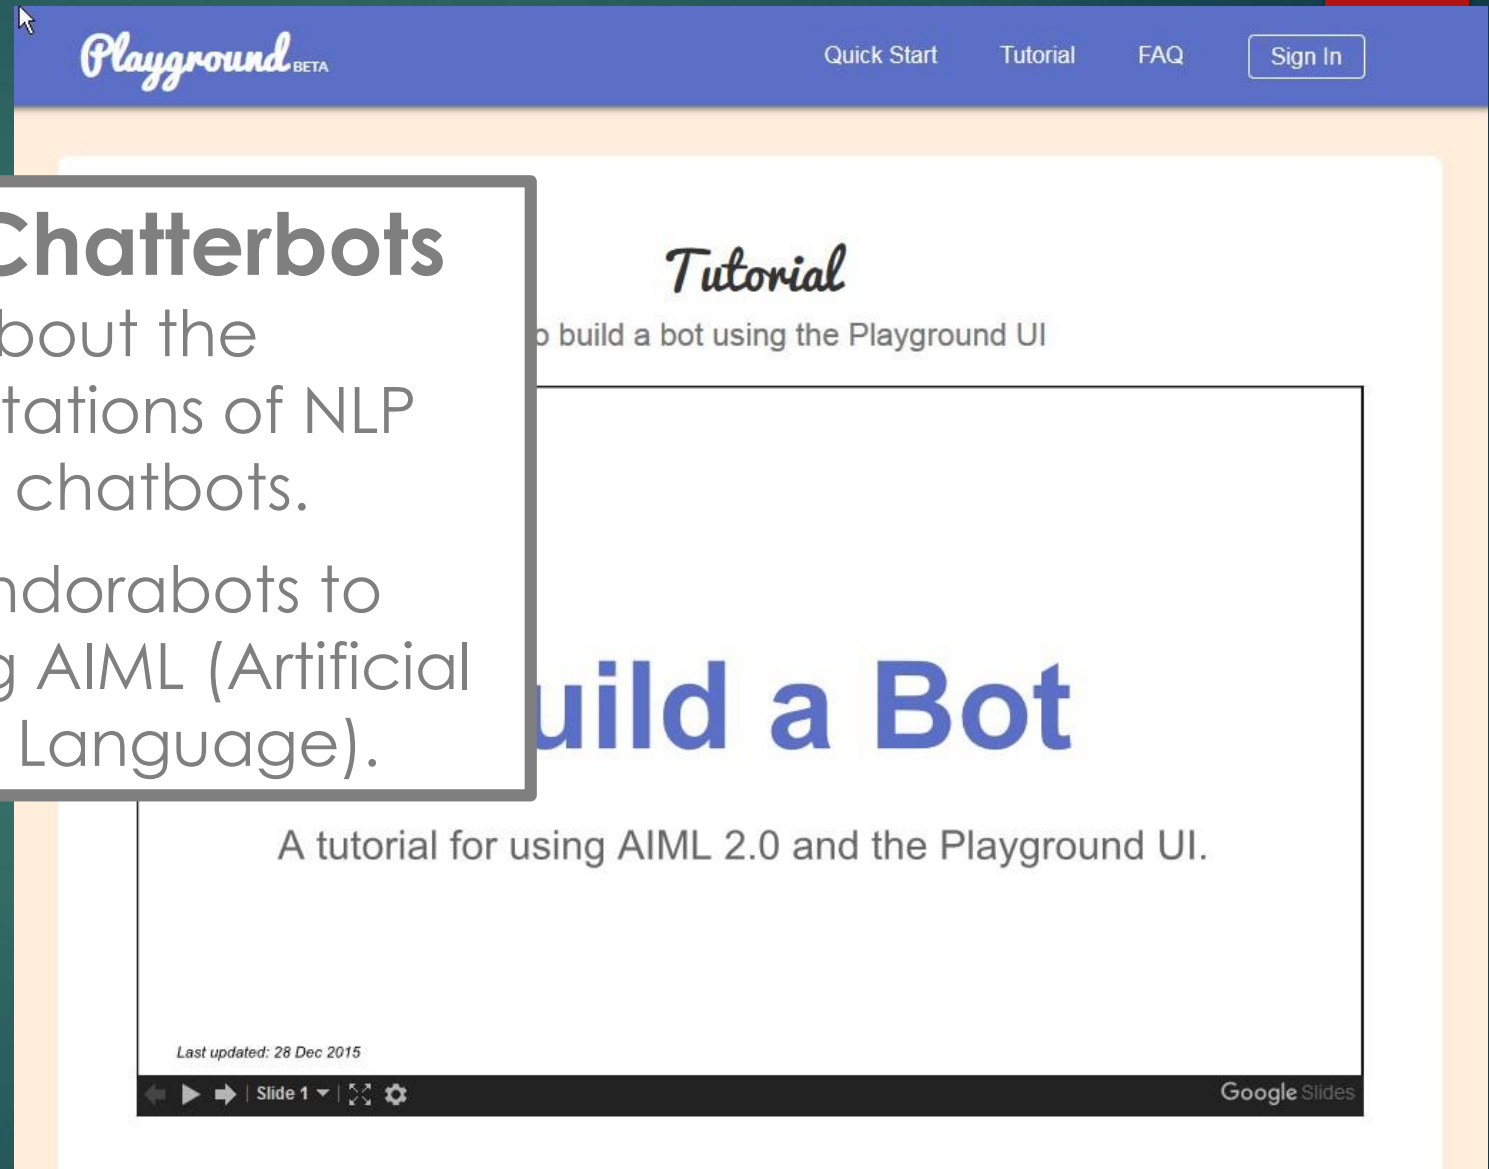 Playground BETA
Quick Start Tutorial FAQ Sign In
Chatterbots
bout the
tations of NLP
chatbots.
ndorabots to
g AIML (Artificial
Language).
Tutorial
o build a bot using the Playground UI
uild a Bot
A tutorial for using AIML 2.0 and the Playground UI.
Last updated: 28 Dec 2015
Slide 1
Google Slides